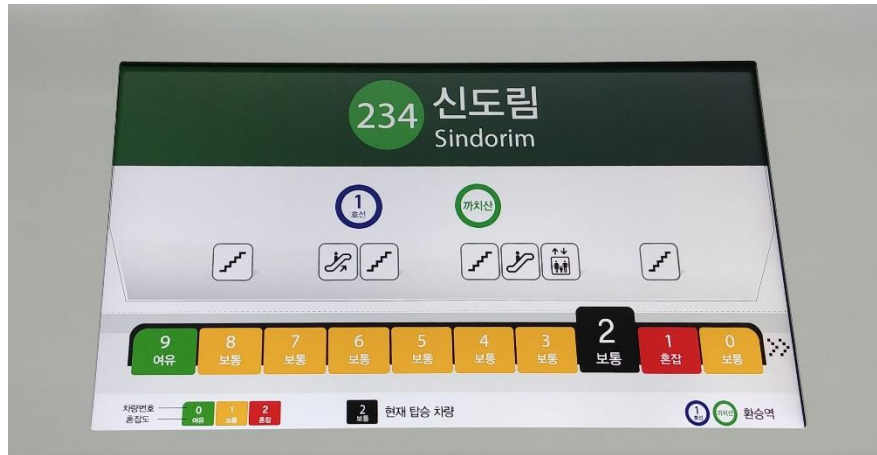 234 신도림
Sindorim
1
호선
까치산
9 8 7 6 5 4 3 2 1 0
여유 보통 보통 보통 보통 보통 보통 보통 혼잡 보통
차량번호 0 1 2
혼잡도 여유 보통 혼잡
2
보통
현재 탑승 차량
1
호선
까치산
환승역